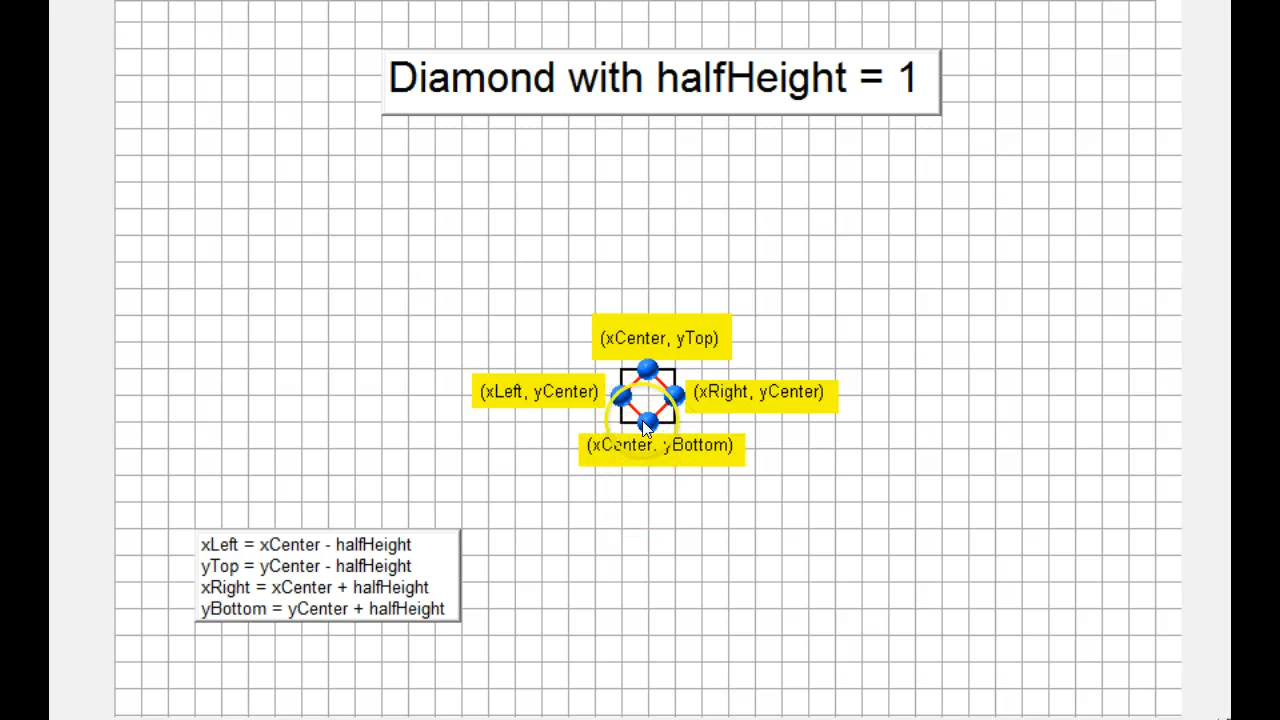 Diamond with halfHeight = 1
(xCenter, yTop)
(xLeft, yCenter)
(xRight, yCenter)
(xCenter, yBottom)
xLeft = xCenter - halfHeight
yTop = yCenter - halfHeight
xRight = xCenter + halfHeight
yBottom = yCenter + halfHeight